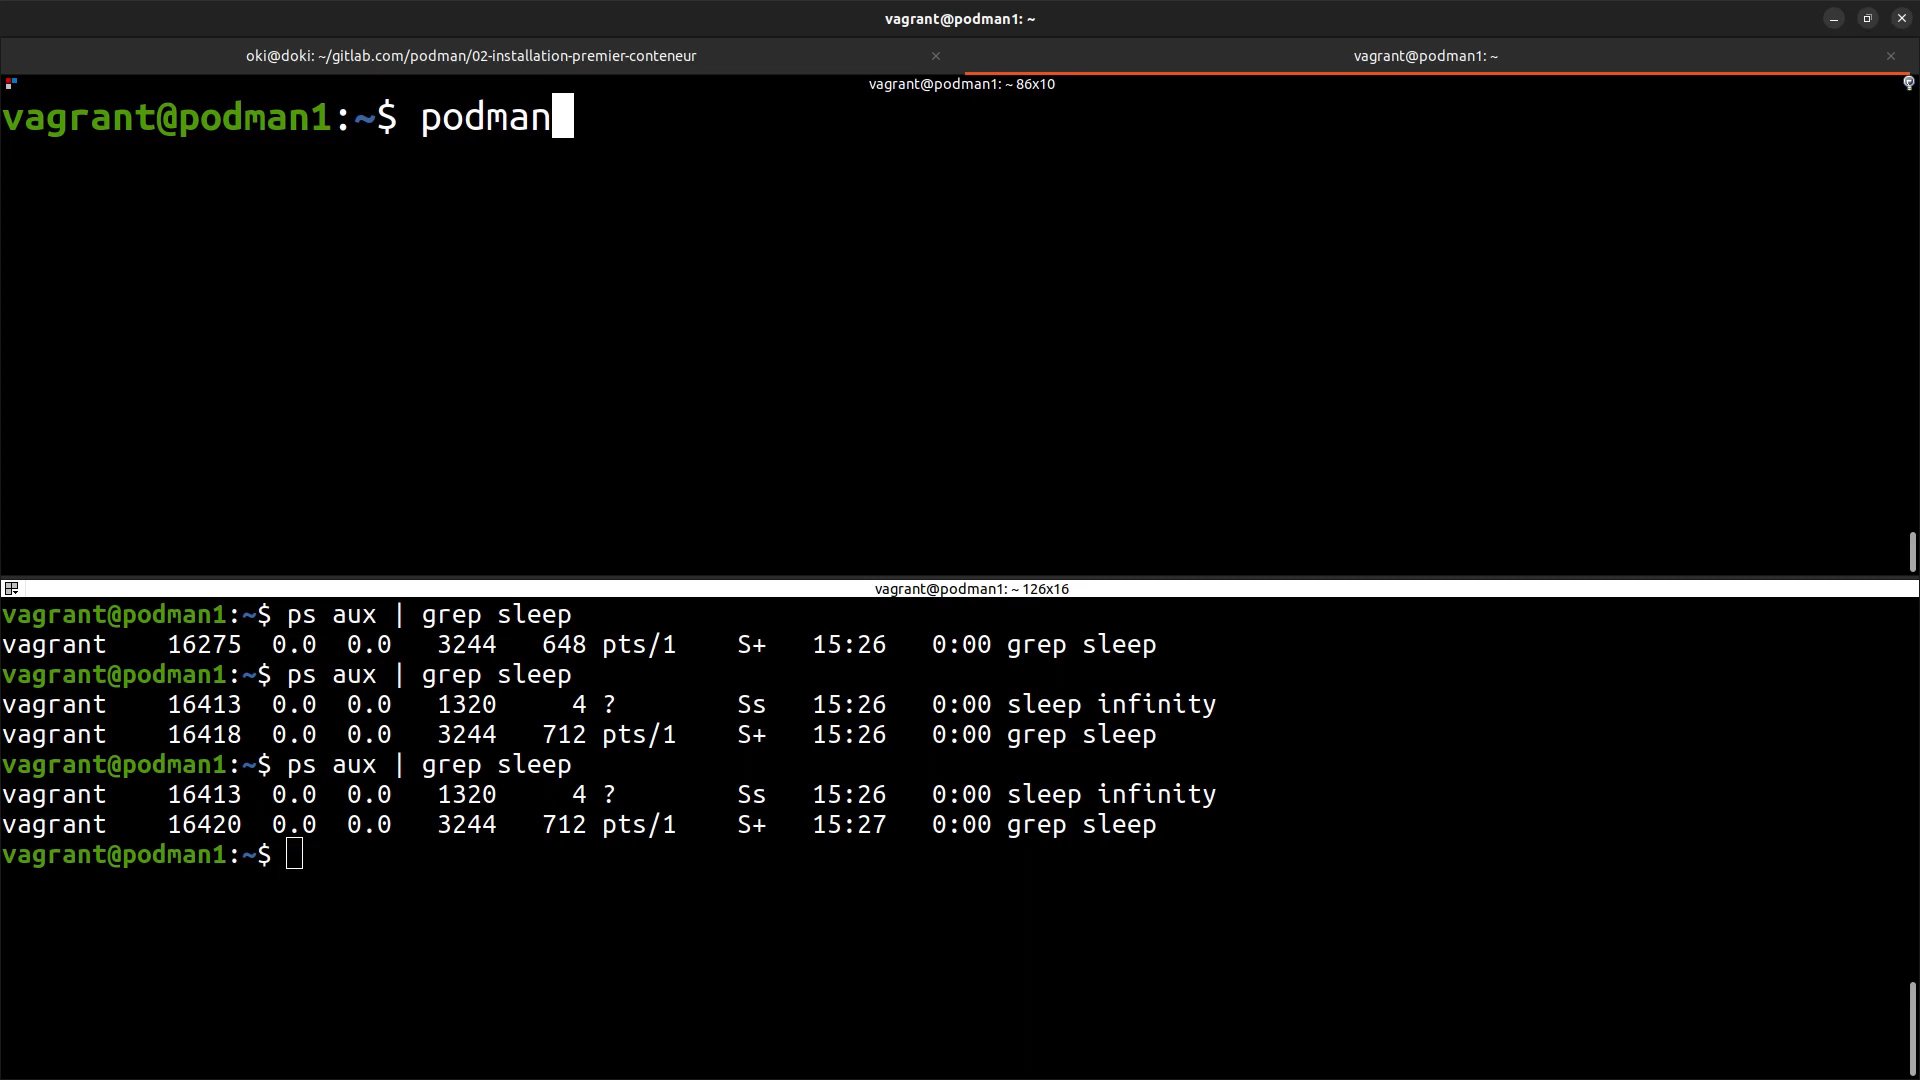 vagrant@podman1: ~
oki@doki: ~/gitlab.com/podman/02-installation-premier-conteneur
vagrant@podman1: ~
vagrant@podman1: ~ 86x10
vagrant@podman1:~$ podman
vagrant@podman1: ~ 126x16
vagrant@podman1:~$ ps aux | grep sleep
vagrant    16275  0.0  0.0   3244   648 pts/1    S+   15:26   0:00 grep sleep
vagrant@podman1:~$ ps aux | grep sleep
vagrant    16413  0.0  0.0   1320     4 ?        Ss   15:26   0:00 sleep infinity
vagrant    16418  0.0  0.0   3244   712 pts/1    S+   15:26   0:00 grep sleep
vagrant@podman1:~$ ps aux | grep sleep
vagrant    16413  0.0  0.0   1320     4 ?        Ss   15:26   0:00 sleep infinity
vagrant    16420  0.0  0.0   3244   712 pts/1    S+   15:27   0:00 grep sleep
vagrant@podman1:~$